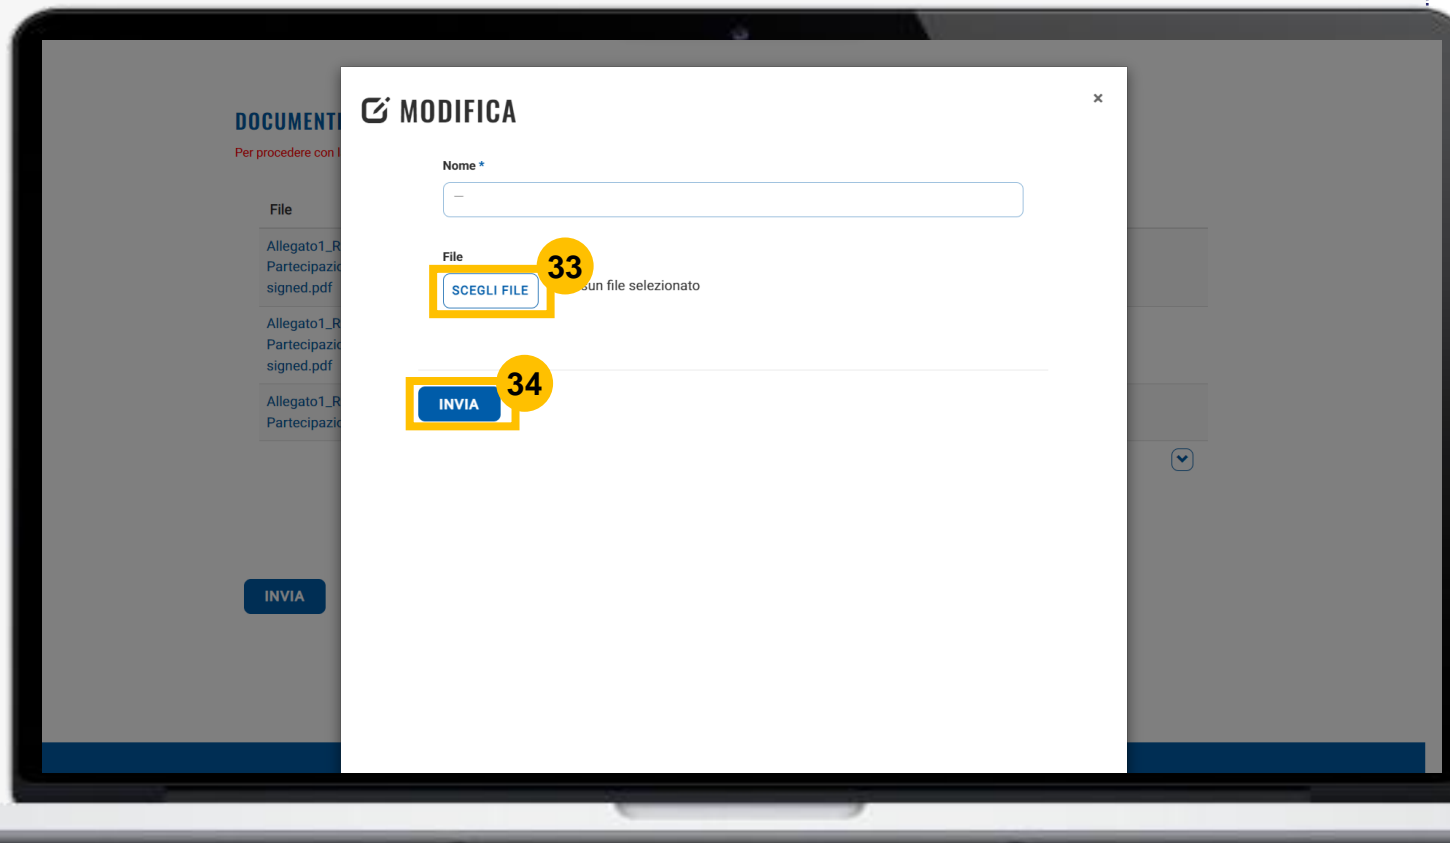 MODIFICA
×
DOCUMENTI
Per procedere con l
Nome *
—
File
Allegato1_R
Partecipazio
signed.pdf
Allegato1_R
Partecipazio
signed.pdf
Allegato1_R
Partecipazio
File
33
SCEGLI FILE
sun file selezionato
34
INVIA
INVIA